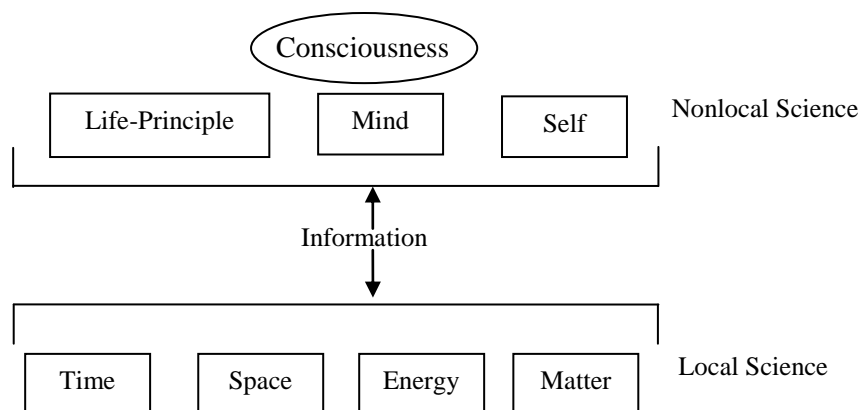 Consciousness
Life-Principle
Mind
Self
Nonlocal Science
Information
Time
Space
Energy
Matter
Local Science